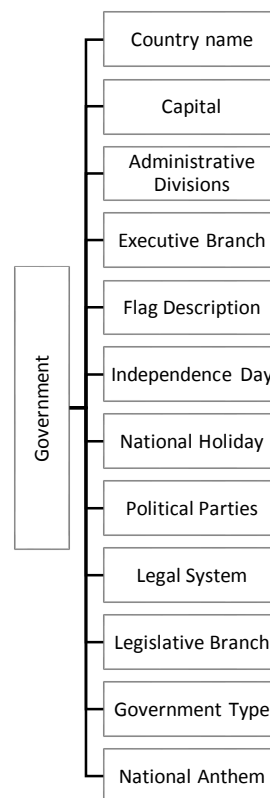 Country name
Capital
Administrative
Divisions
Executive Branch
Flag Description
Government
Independence Day
National Holiday
Political Parties
Legal System
Legislative Branch
Government Type
National Anthem